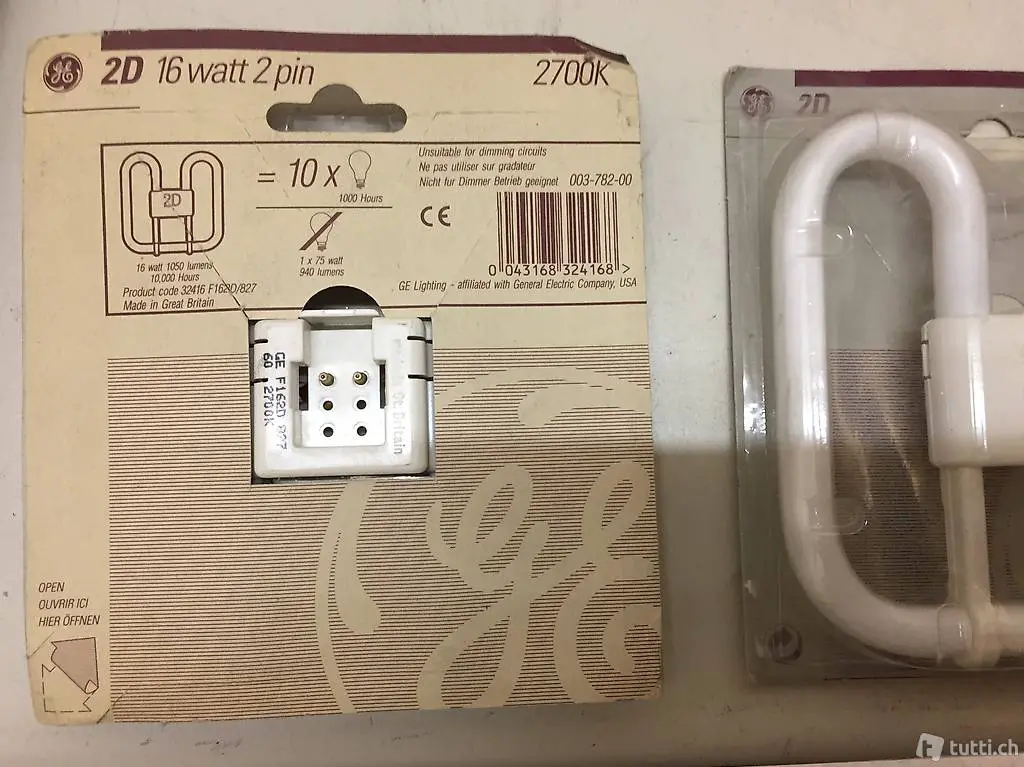 GE 2D 16 watt 2 pin 2700K
2D
= 10 x
1000 Hours
16 watt 1050 lumens
10,000 Hours
Product code 32416 F162D/827
Made in Great Britain
1 x 75 watt
940 lumens
Unsuitable for dimming circuits
Ne pas utiliser sur gradateur
Nicht fur Dimmer Betrieb geeignet 003-782-00
CE
0 043168 324168 >
GE Lighting - affiliated with General Electric Company, USA
GE F162D 827
60 2700K
Gt. Britain
GE
OPEN
OUVRIR ICI
HIER ÖFFNEN
GE 2D
tutti.ch